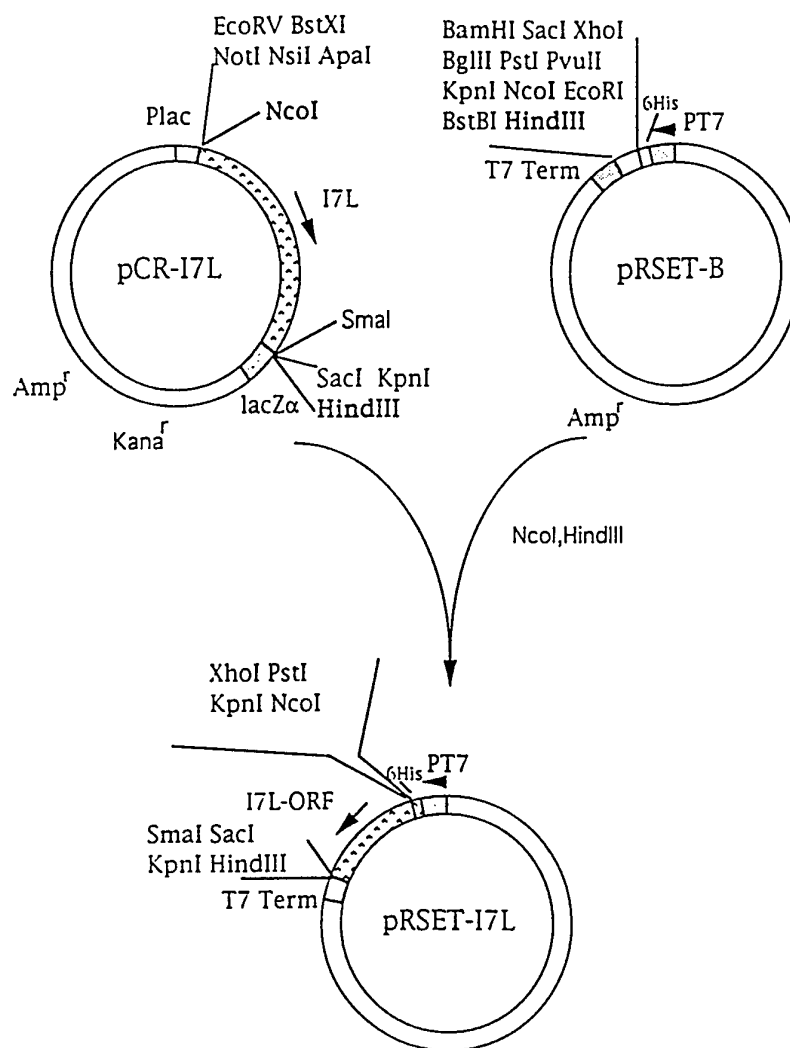 EcoRV BstXI
NotI NsiI ApaI
Plac
NcoI
I7L
pCR-I7L
SmaI
SacI KpnI
HindIII
lacZα
Amp^r
Kana^r
BamHI SacI XhoI
BglII PstI PvuII
KpnI NcoI EcoRI
BstBI HindIII
6His
PT7
T7 Term
pRSET-B
Amp^r
NcoI,HindIII
XhoI PstI
KpnI NcoI
6His
PT7
I7L-ORF
SmaI SacI
KpnI HindIII
T7 Term
pRSET-I7L